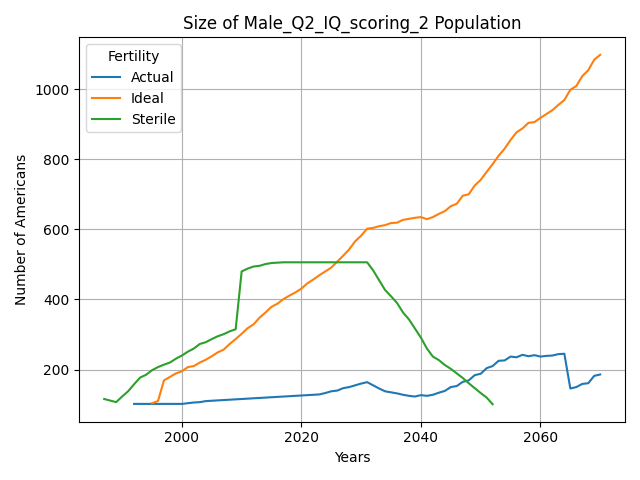 Size of Male_Q2_IQ_scoring_2 Population
Fertility
Actual
Ideal
Sterile
Number of Americans
1000
800
600
400
200
2000
2020
2040
2060
Years